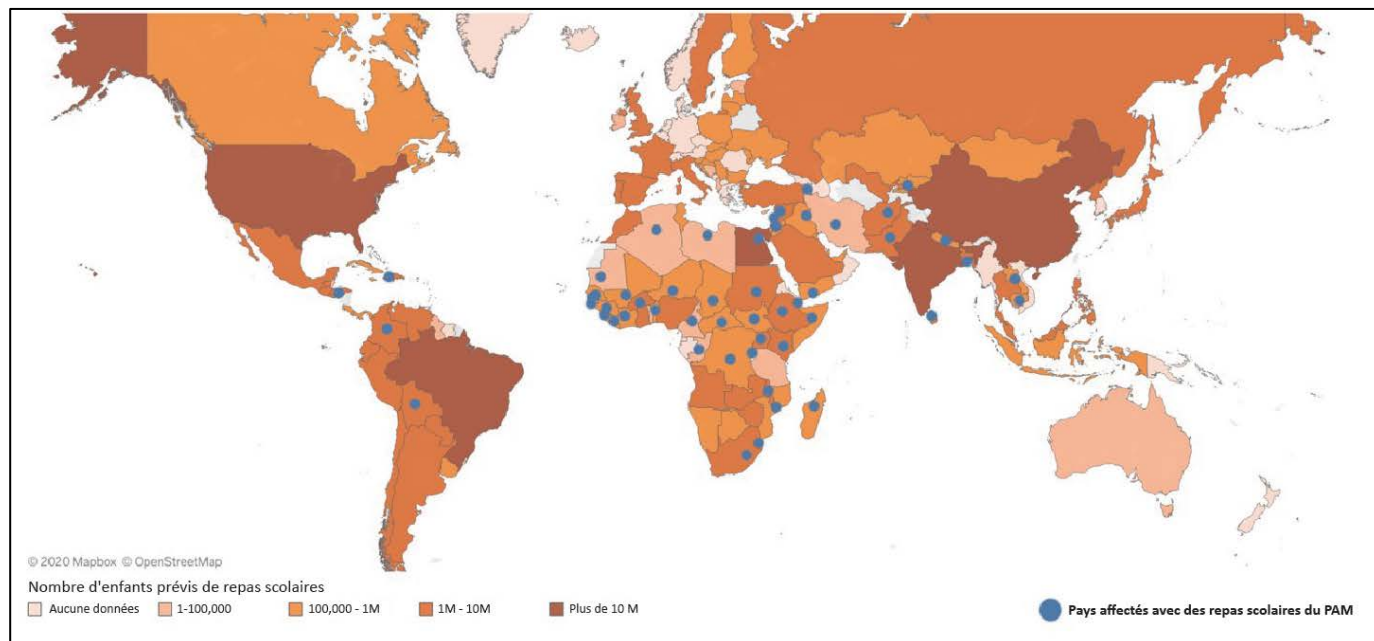 © 2020 Mapbox © OpenStreetMap
Nombre d'enfants prévis de repas scolaires
Aucune données 1-100,000 100,000 - 1M 1M - 10M Plus de 10 M
Pays affectés avec des repas scolaires du PAM